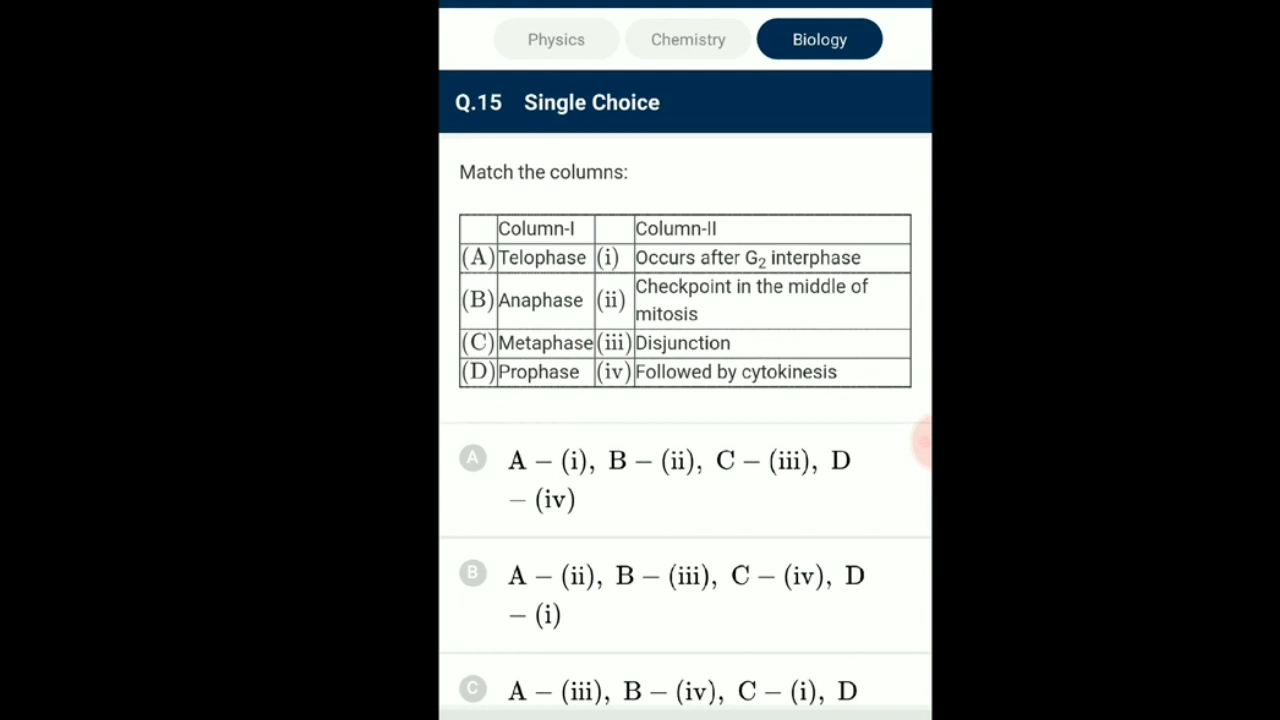 Physics Chemistry Biology
Q.15 Single Choice
Match the columns:
Column-I Column-II
(A) Telophase (i) Occurs after G₂ interphase
(B) Anaphase (ii) Checkpoint in the middle of
mitosis
(C) Metaphase (iii) Disjunction
(D) Prophase (iv) Followed by cytokinesis
A A – (i), B – (ii), C – (iii), D
– (iv)
B A – (ii), B – (iii), C – (iv), D
– (i)
C A – (iii), B – (iv), C – (i), D